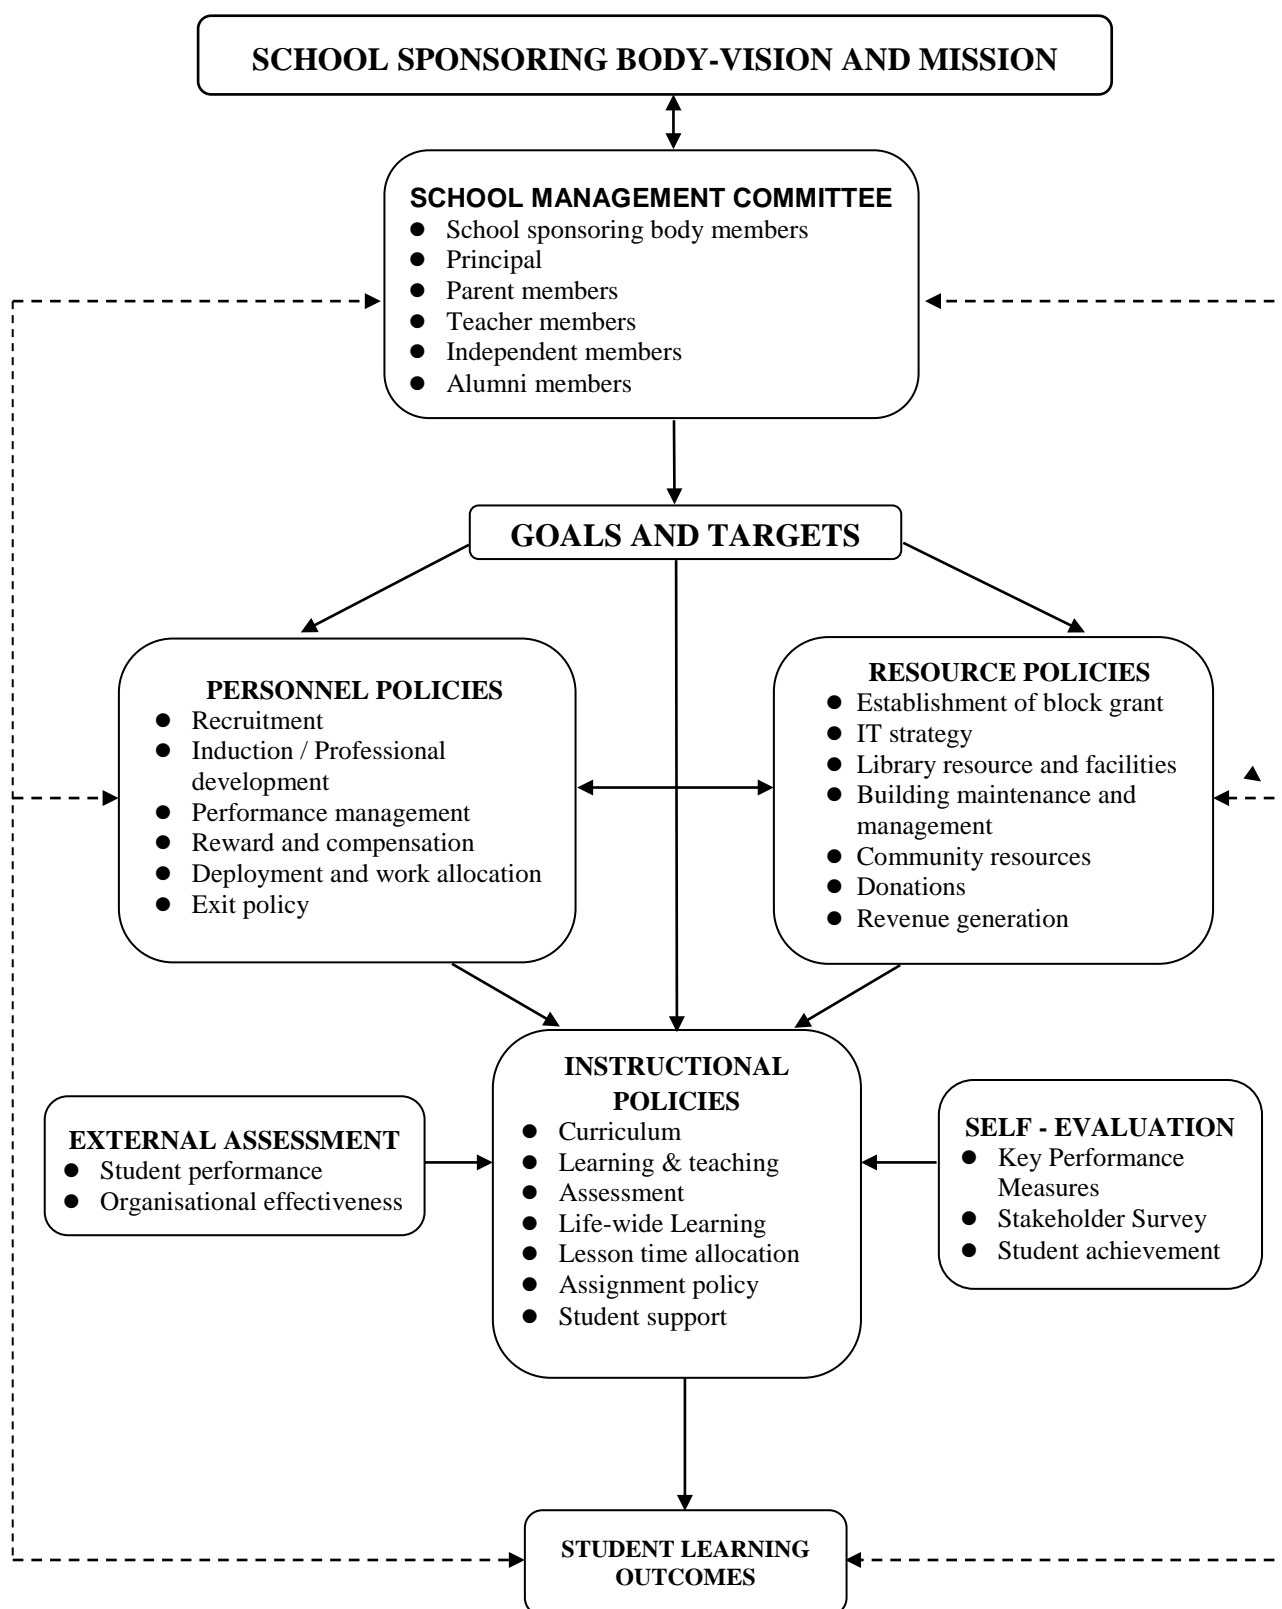 SCHOOL SPONSORING BODY-VISION AND MISSION
SCHOOL MANAGEMENT COMMITTEE
● School sponsoring body members
● Principal
● Parent members
● Teacher members
● Independent members
● Alumni members
GOALS AND TARGETS
PERSONNEL POLICIES
● Recruitment
● Induction / Professional
development
● Performance management
● Reward and compensation
● Deployment and work allocation
● Exit policy
RESOURCE POLICIES
● Establishment of block grant
● IT strategy
● Library resource and facilities
● Building maintenance and
management
● Community resources
● Donations
● Revenue generation
INSTRUCTIONAL
POLICIES
● Curriculum
● Learning & teaching
● Assessment
● Life-wide Learning
● Lesson time allocation
● Assignment policy
● Student support
EXTERNAL ASSESSMENT
● Student performance
● Organisational effectiveness
SELF - EVALUATION
● Key Performance
Measures
● Stakeholder Survey
● Student achievement
STUDENT LEARNING
OUTCOMES